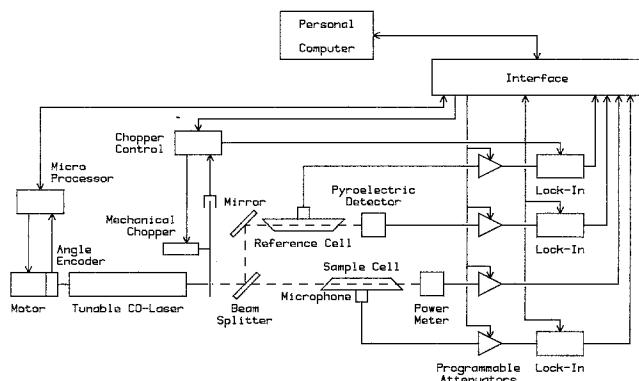 Personal
Computer
Interface
Chopper
Control
Micro
Processor
Lock-In
Mirror
Pyroelectric
Detector
Mechanical
Chopper
Reference Cell
Lock-In
Angle
Encoder
Sample Cell
Motor
Tunable CO-Laser
Beam
Splitter
Microphone
Power
Meter
Programmable
Attenuators
Lock-In